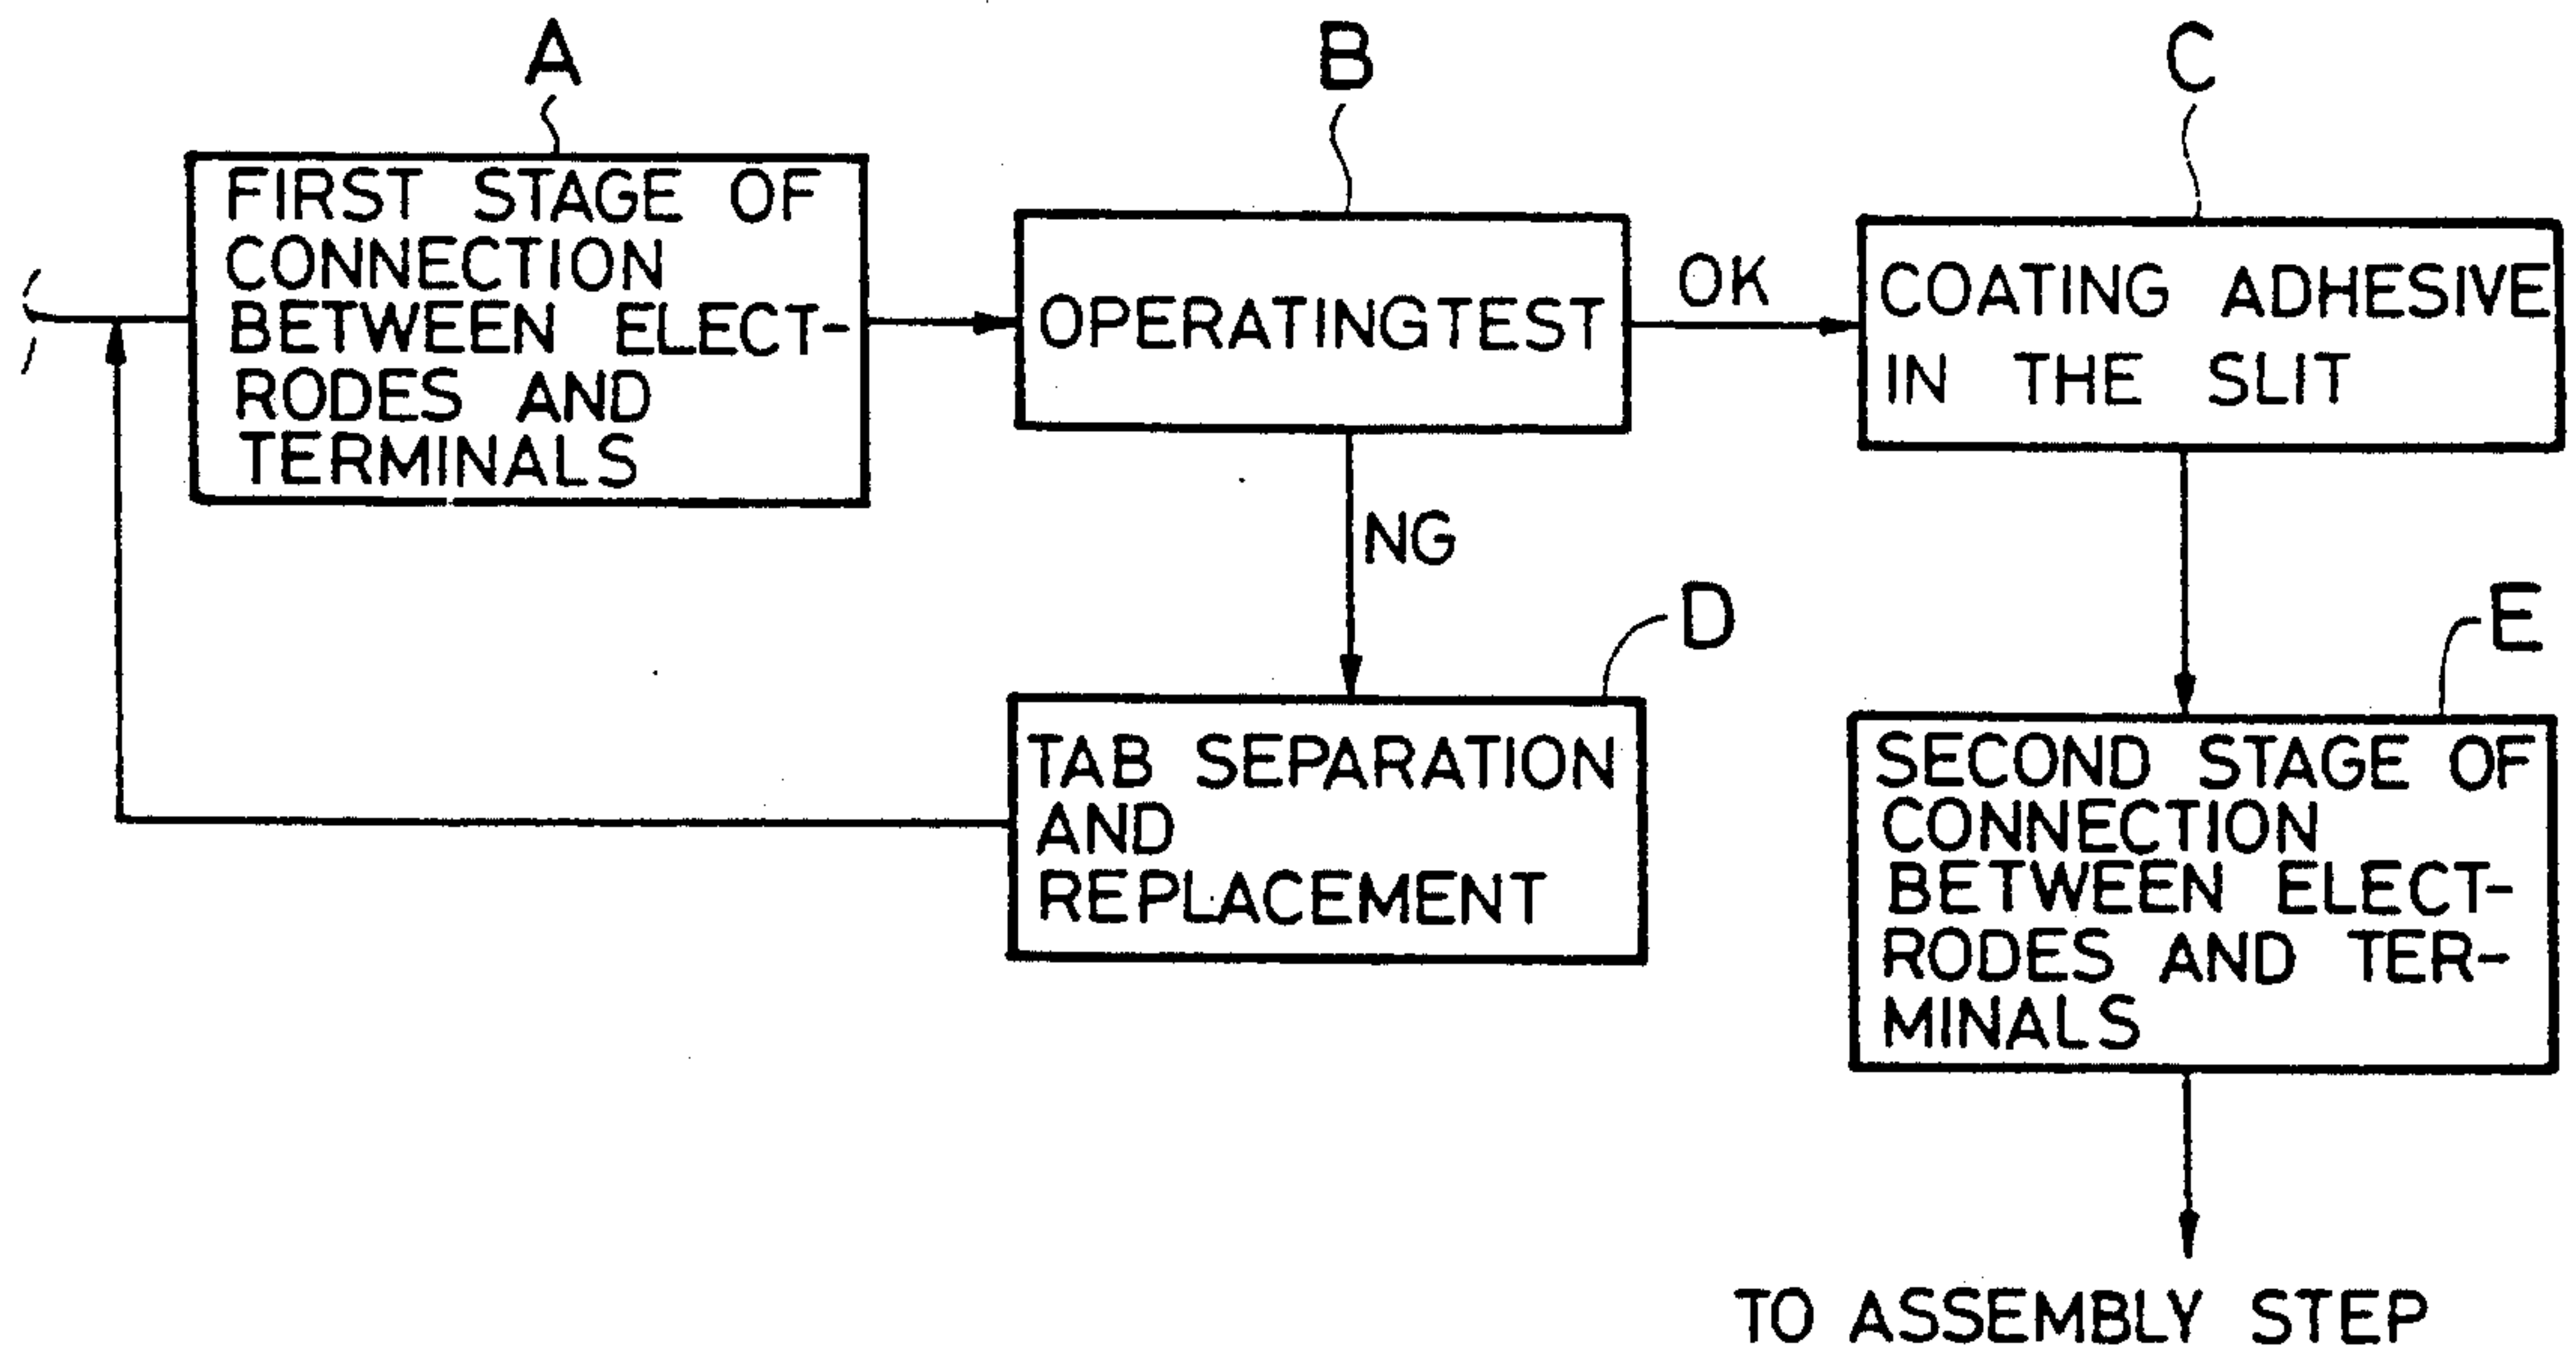 A
FIRST STAGE OF
CONNECTION
BETWEEN ELECT-
RODES AND
TERMINALS
B
OPERATINGTEST
OK
C
COATING ADHESIVE
IN THE SLIT
NG
D
TAB SEPARATION
AND
REPLACEMENT
E
SECOND STAGE OF
CONNECTION
BETWEEN ELECT-
RODES AND TER-
MINALS
TO ASSEMBLY STEP